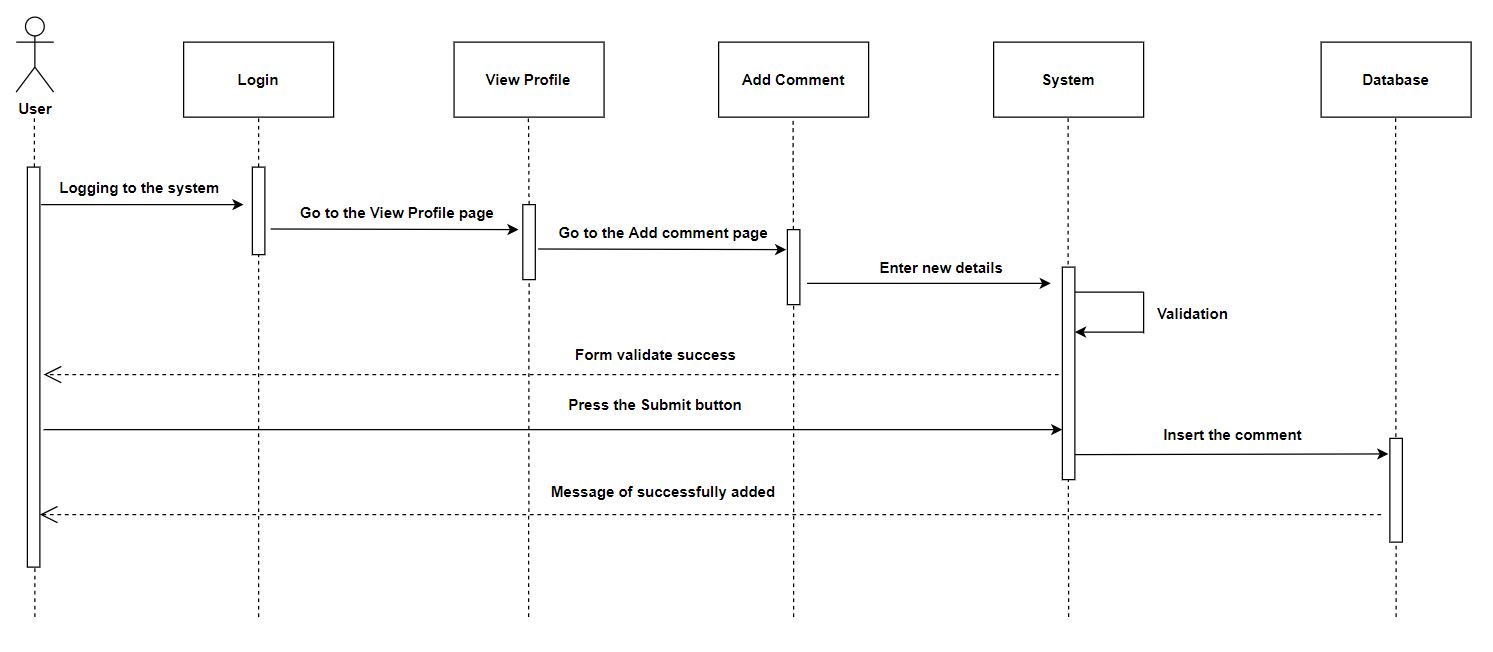 User
Login
View Profile
Add Comment
System
Database
Logging to the system
Go to the View Profile page
Go to the Add comment page
Enter new details
Validation
Form validate success
Press the Submit button
Insert the comment
Message of successfully added